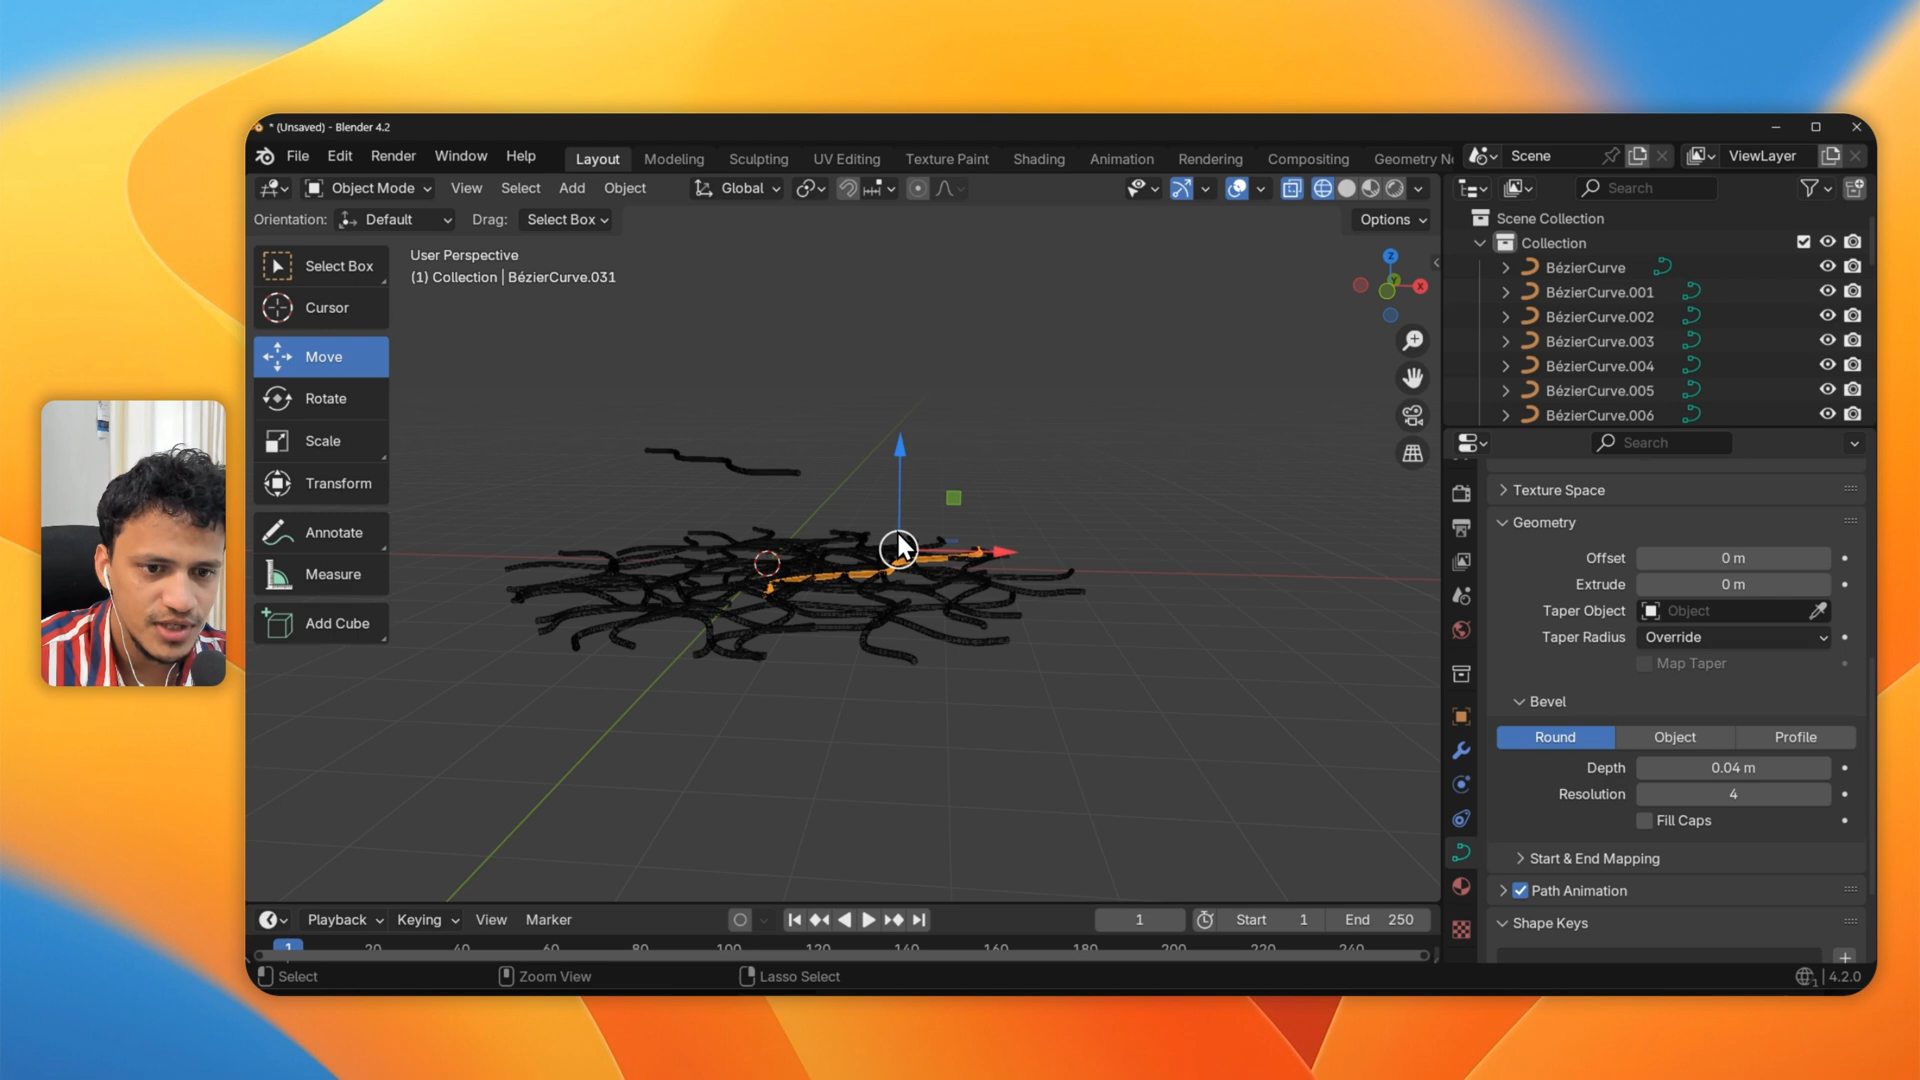 * (Unsaved) - Blender 4.2
File Edit Render Window Help Layout Modeling Sculpting UV Editing Texture Paint Shading Animation Rendering Compositing Geometry N Scene ViewLayer
Object Mode View Select Add Object Global Search
Orientation: Default Drag: Select Box Options
Scene Collection
Collection
BézierCurve
BézierCurve.001
BézierCurve.002
BézierCurve.003
BézierCurve.004
BézierCurve.005
BézierCurve.006
User Perspective
(1) Collection | BézierCurve.031
Z
Y
X
Select Box
Cursor
Move
Rotate
Scale
Transform
Annotate
Measure
Add Cube
Search
Texture Space
Geometry
Offset 0 m
Extrude 0 m
Taper Object Object
Taper Radius Override
Map Taper
Bevel
Round Object Profile
Depth 0.04 m
Resolution 4
Fill Caps
Start & End Mapping
Path Animation
Shape Keys
Playback Keying View Marker 1 Start 1 End 250
1 20 40 60 80 100 120 140 160 180 200 220 240
Select Zoom View Lasso Select 1 4.2.0